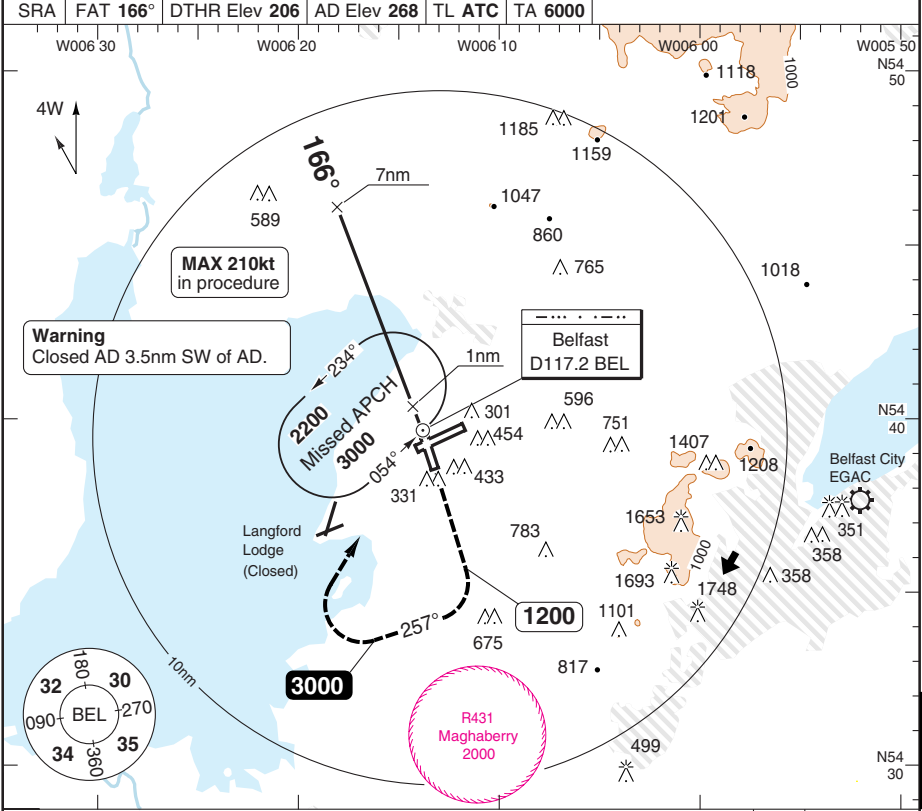 SRA FAT 166° DTHR Elev 206 AD Elev 268 TL ATC TA 6000
W006 30 W006 20 W006 10 W006 00 W005 50
N54
50
4W
1118
1000
1201
1185
1159
166°
7nm
589
1047
860
765
1018
MAX 210kt
in procedure
Warning
Closed AD 3.5nm SW of AD.
Belfast
D117.2 BEL
234°
1nm
2200
Missed APCH
3000
054°
301
454
433
331
596
751
1407
1208
N54
40
Belfast City
EGAC
351
358
358
1653
1693
1000
1748
783
1101
Langford
Lodge
(Closed)
257°
1200
675
817
3000
10nm
R431
Maghaberry
2000
499
N54
30
180
32 30
090 BEL 270
34 35
360